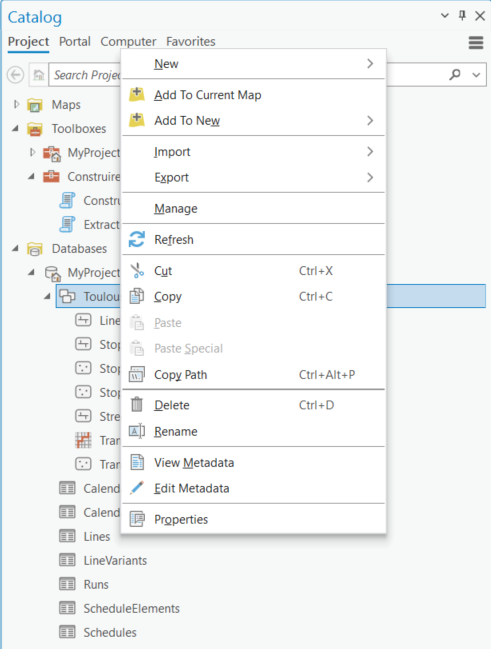 Catalog
Project Portal Computer Favorites
Search Projec
New
Add To Current Map
Add To New
Import
Export
Manage
Refresh
Cut Ctrl+X
Copy Ctrl+C
Paste
Paste Special
Copy Path Ctrl+Alt+P
Delete Ctrl+D
Rename
View Metadata
Edit Metadata
Properties
Maps
Toolboxes
MyProject
Construire
Constru
Extract
Databases
MyProject
Toulou
Line
Stop
Stop
Stop
Stre
Tran
Tran
Calend
Calend
Lines
LineVariants
Runs
ScheduleElements
Schedules